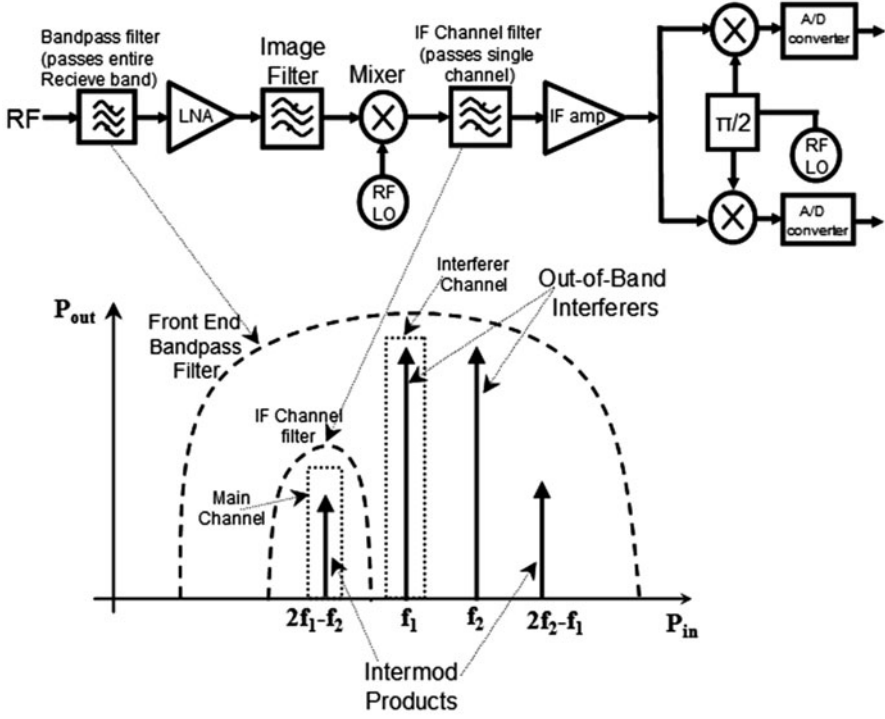 Bandpass filter
(passes entire
Recieve band)
Image
Filter
Mixer
IF Channel filter
(passes single
channel)
A/D
converter
RF
LNA
IF amp
π/2
RF
LO
RF
LO
A/D
converter
Interferer
Channel
Out-of-Band
Interferers
Pout
Front End
Bandpass
Filter
IF Channel
filter
Main
Channel
2f1-f2
f1
f2
2f2-f1
Pin
Intermod
Products